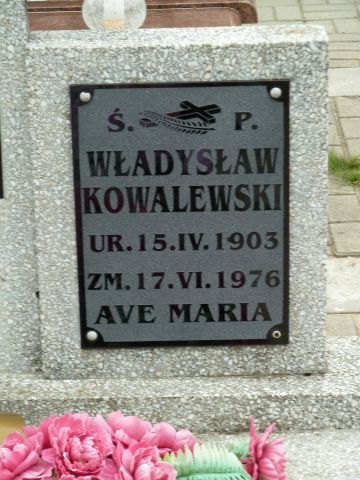 Ś. P.
WŁADYSŁAW
KOWALEWSKI
UR. 15.IV. 1903
ZM. 17.VI. 1976
AVE MARIA